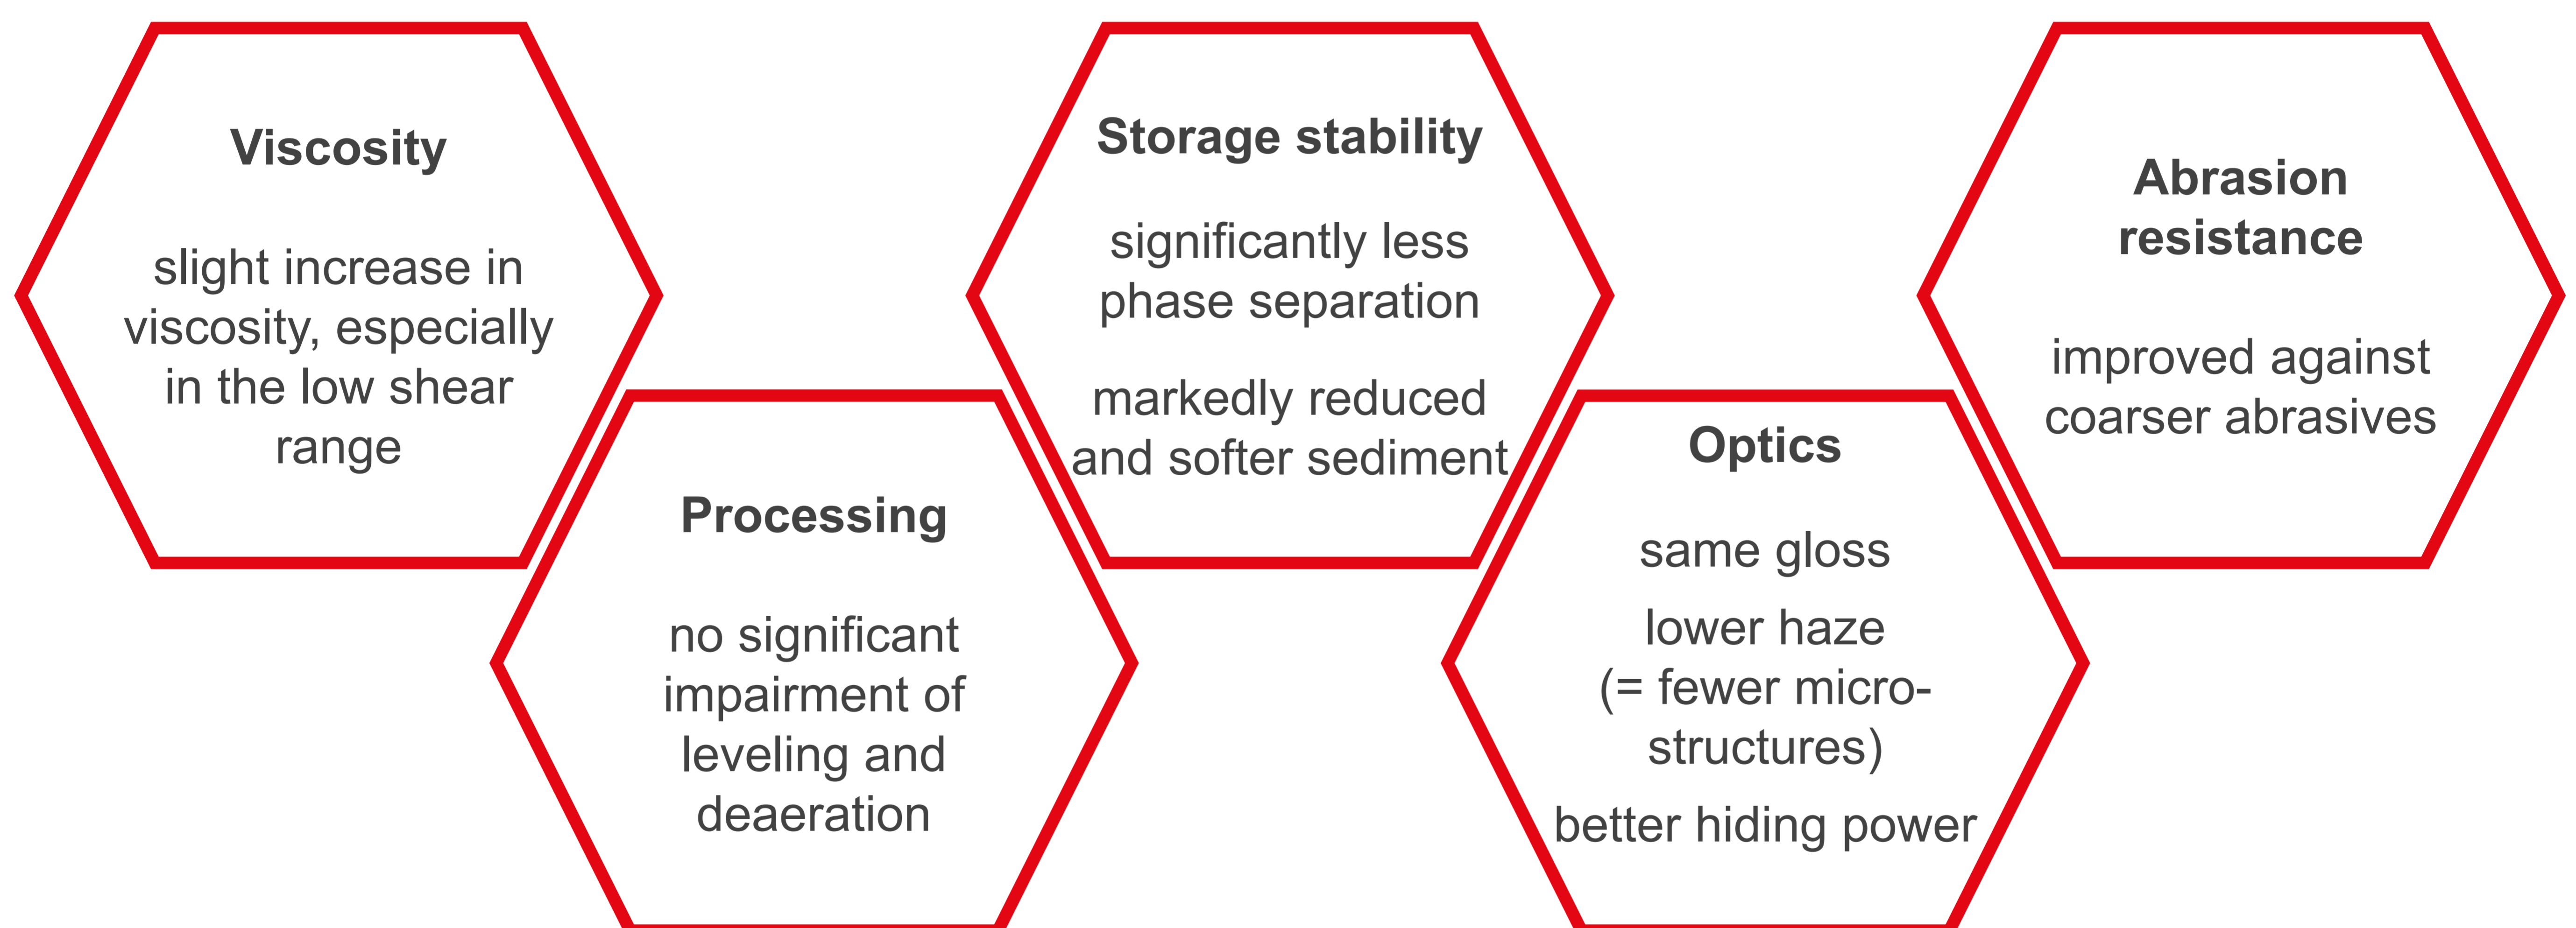 Viscosity
slight increase in
viscosity, especially
in the low shear
range
Processing
no significant
impairment of
leveling and
deaeration
Storage stability
significantly less
phase separation
markedly reduced
and softer sediment
Optics
same gloss
lower haze
(= fewer micro-
structures)
better hiding power
Abrasion
resistance
improved against
coarser abrasives